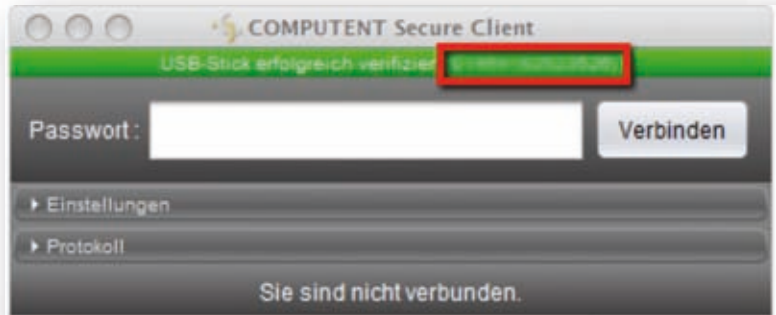 COMPUTENT Secure Client
USB-Stick erfolgreich verifizier
Passwort:
Verbinden
Einstellungen
Protokoll
Sie sind nicht verbunden.